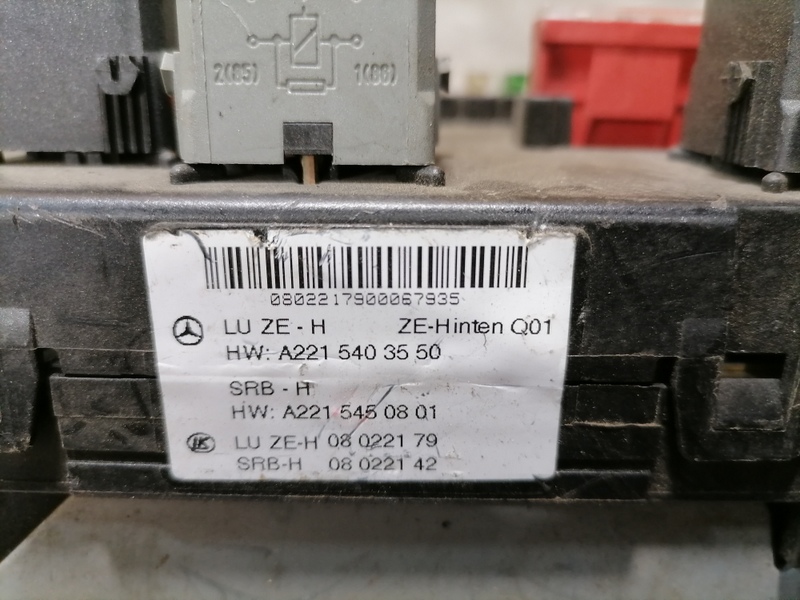 2(85) 1(86)
0802217900067935
LU ZE - H ZE-Hinten Q01
HW: A221 540 35 50
SRB - H
HW: A221 545 08 01
LK LU ZE-H 08 0221 79
SRB-H 08 0221 42